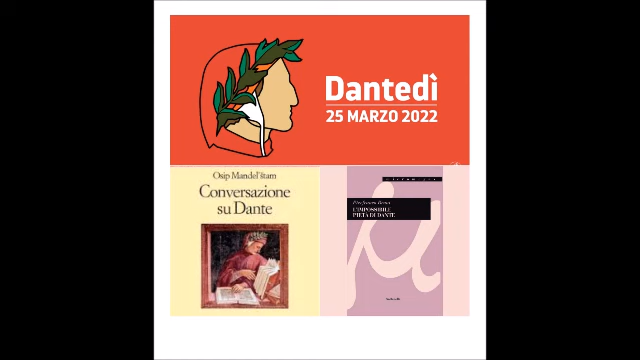 Dantedì
25 MARZO 2022
Osip Mandel'štam
Conversazione
su Dante
L'IMPOSSIBILE
PIETÀ DI DANTE